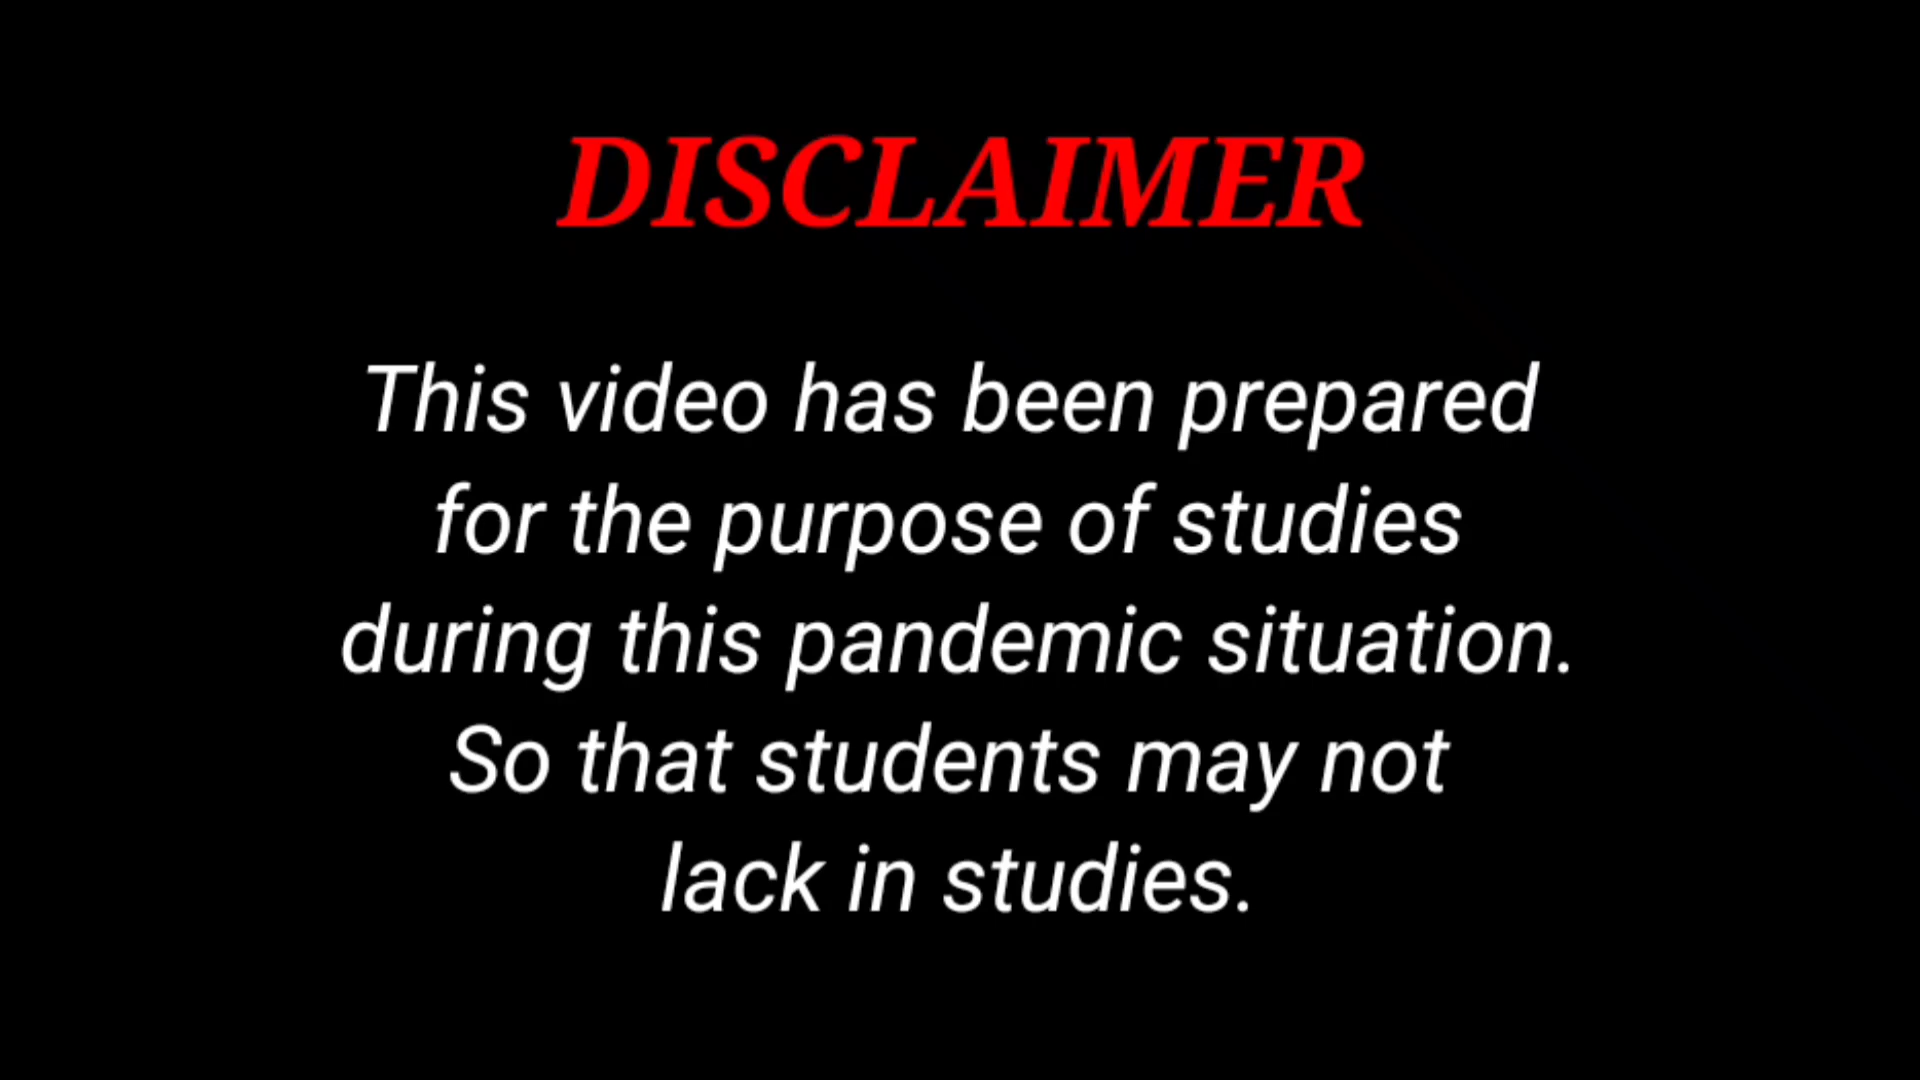 DISCLAIMER
This video has been prepared
for the purpose of studies
during this pandemic situation.
So that students may not
lack in studies.